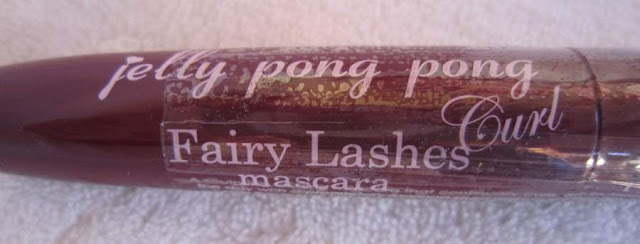 jelly pong pong
Curl
Fairy Lashes
mascara